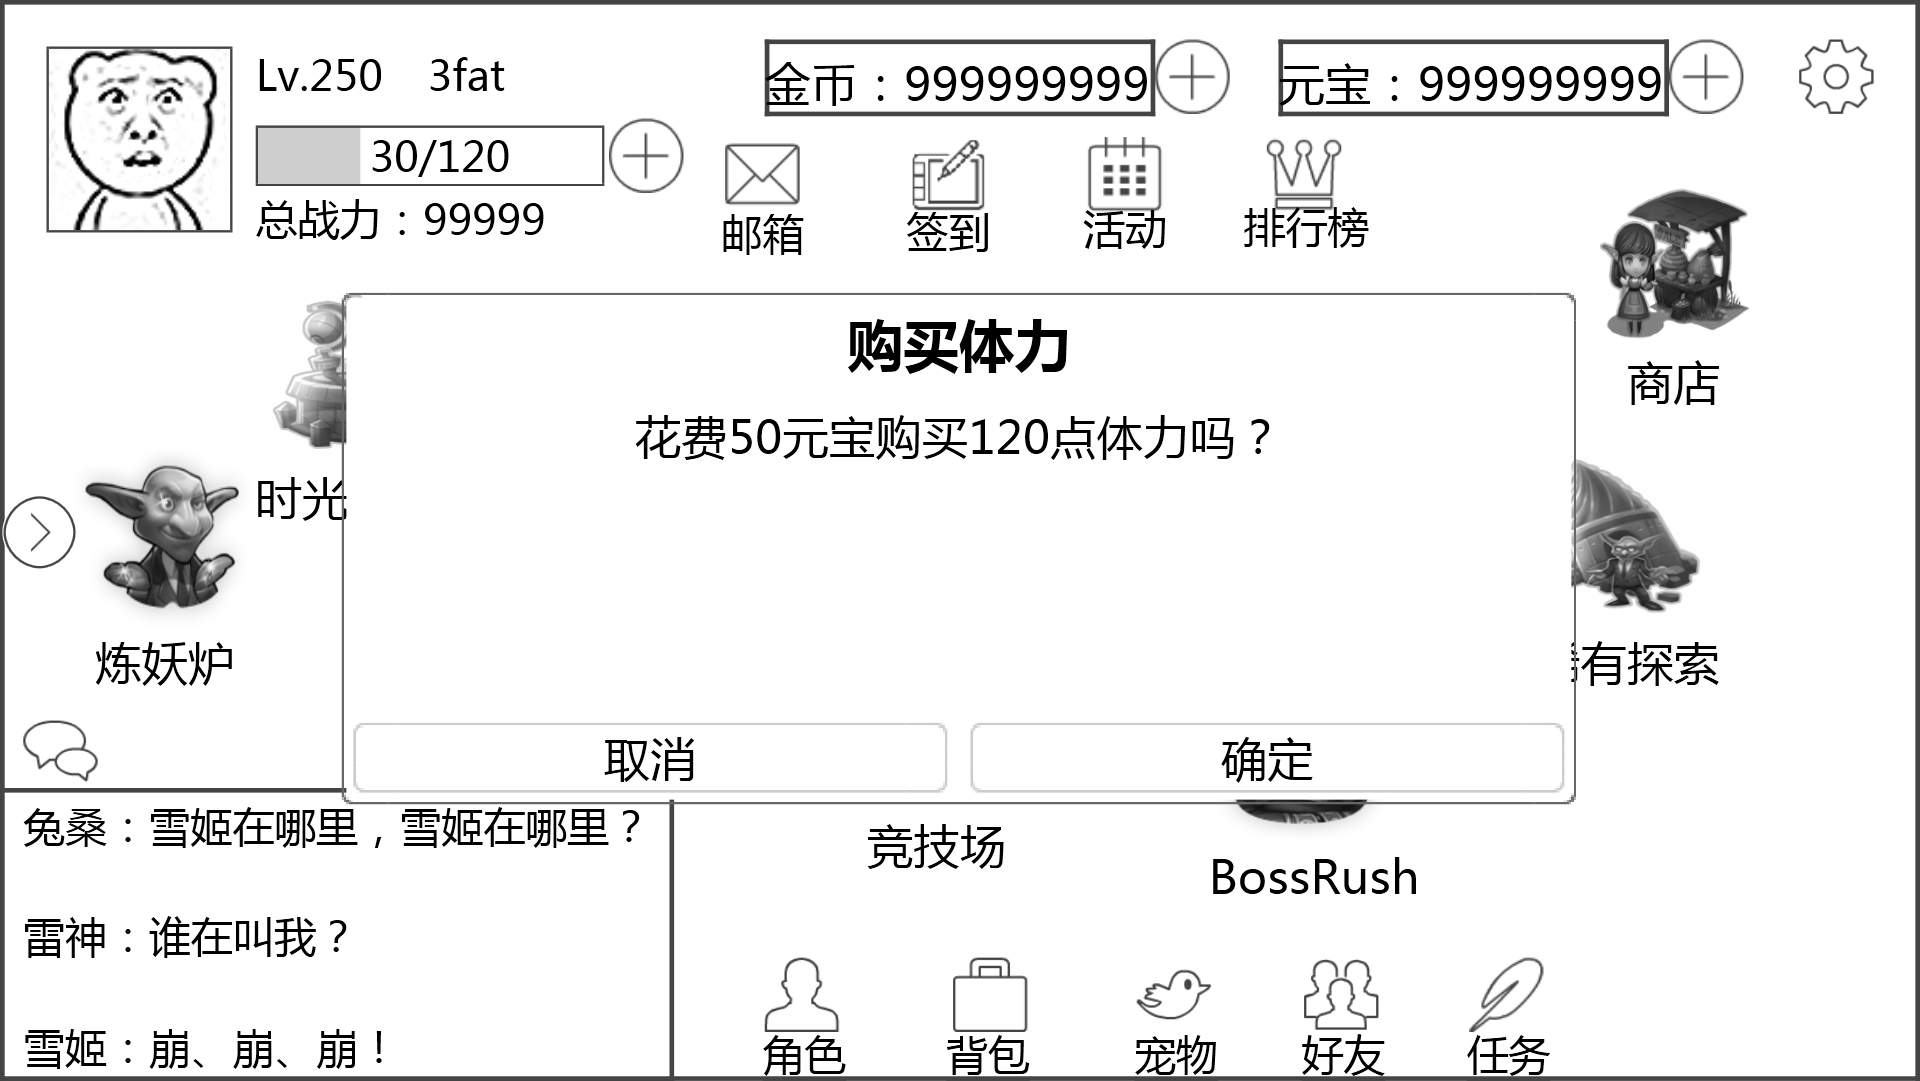 Lv.250 3fat
金币：999999999
元宝：999999999
30/120
总战力：99999
邮箱
签到
活动
排行榜
商店
购买体力
花费50元宝购买120点体力吗？
时光
炼妖炉
有探索
取消
确定
兔桑：雪姬在哪里，雪姬在哪里？
竞技场
BossRush
雷神：谁在叫我？
雪姬：崩、崩、崩！
角色
背包
宠物
好友
任务